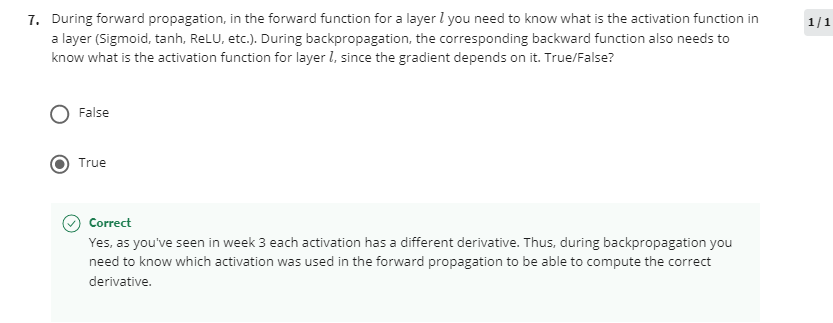 7. During forward propagation, in the forward function for a layer l you need to know what is the activation function in
1 / 1
a layer (Sigmoid, tanh, ReLU, etc.). During backpropagation, the corresponding backward function also needs to
know what is the activation function for layer l, since the gradient depends on it. True/False?
False
True
Correct
Yes, as you've seen in week 3 each activation has a different derivative. Thus, during backpropagation you
need to know which activation was used in the forward propagation to be able to compute the correct
derivative.